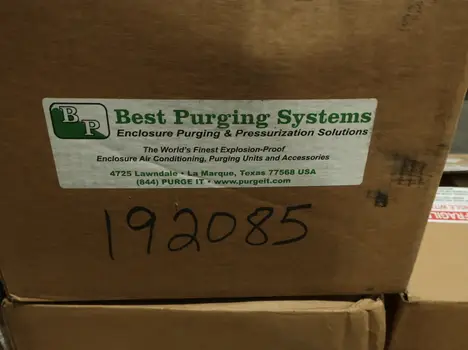 BP
Best Purging Systems
Enclosure Purging & Pressurization Solutions
The World's Finest Explosion-Proof
Enclosure Air Conditioning, Purging Units and Accessories
4725 Lawndale • La Marque, Texas 77568 USA
(844) PURGE IT • www.purgeit.com
192085
FRAGILE